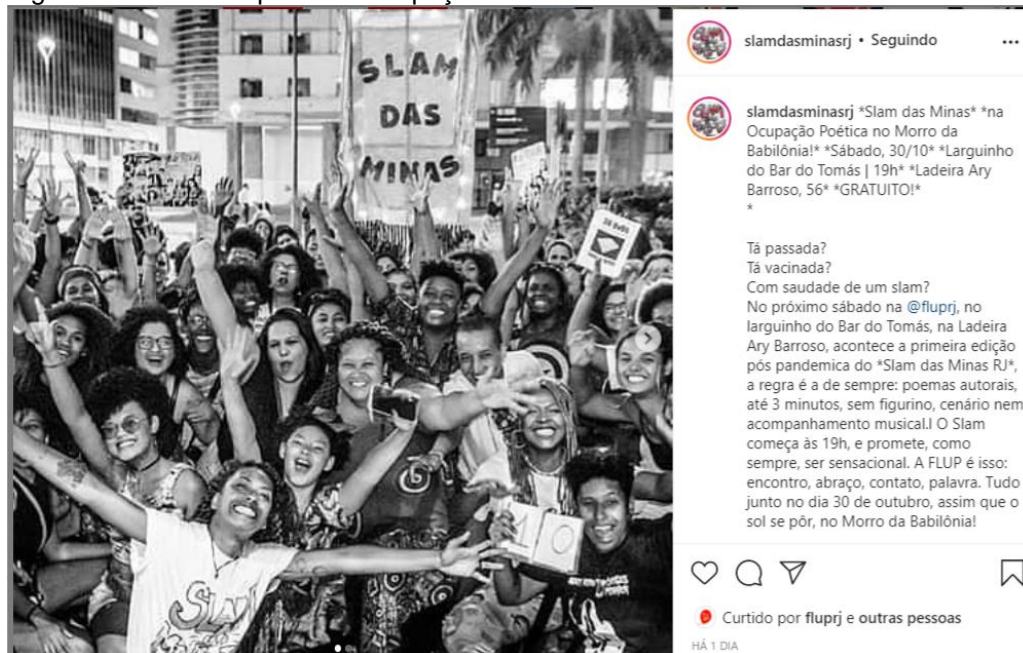 SLAM
DAS
MINAS
SLAM
10
slamdasminasrj • Seguindo
slamdasminasrj *Slam das Minas* *na
Ocupação Poética no Morro da
Babilônia!* *Sábado, 30/10* *Larguinho
do Bar do Tomás | 19h* *Ladeira Ary
Barroso, 56* *GRATUITO!*
*
Tá passada?
Tá vacinada?
Com saudade de um slam?
No próximo sábado na @fluprj, no
larguinho do Bar do Tomás, na Ladeira
Ary Barroso, acontece a primeira edição
pós pandemica do *Slam das Minas RJ*,
a regra é a de sempre: poemas autorais,
até 3 minutos, sem figurino, cenário nem
acompanhamento musical.I O Slam
começa às 19h, e promete, como
sempre, ser sensacional. A FLUP é isso:
encontro, abraço, contato, palavra. Tudo
junto no dia 30 de outubro, assim que o
sol se pôr, no Morro da Babilônia!
Curtido por fluprj e outras pessoas
HÁ 1 DIA